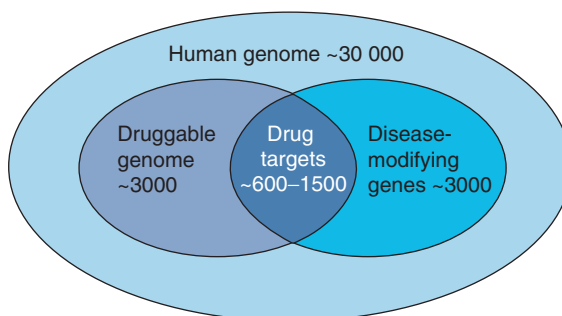 Human genome ~30 000
Druggable
genome
~3000
Drug
targets
~600–1500
Disease-
modifying
genes ~3000